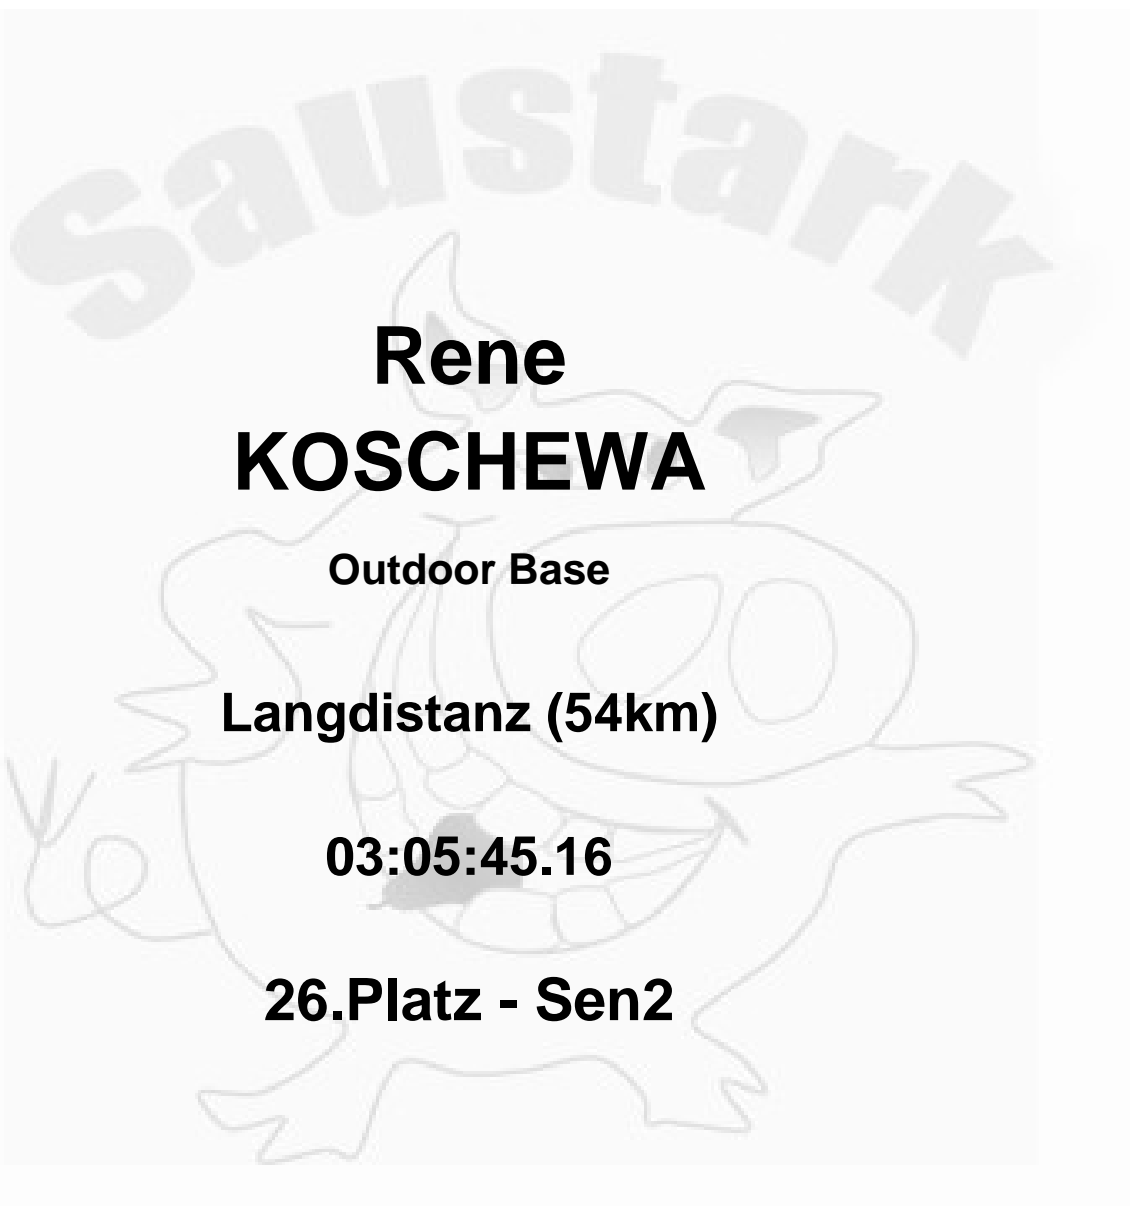 Saustark
Rene
KOSCHEWA
Outdoor Base
Langdistanz (54km)
03:05:45.16
26.Platz - Sen2